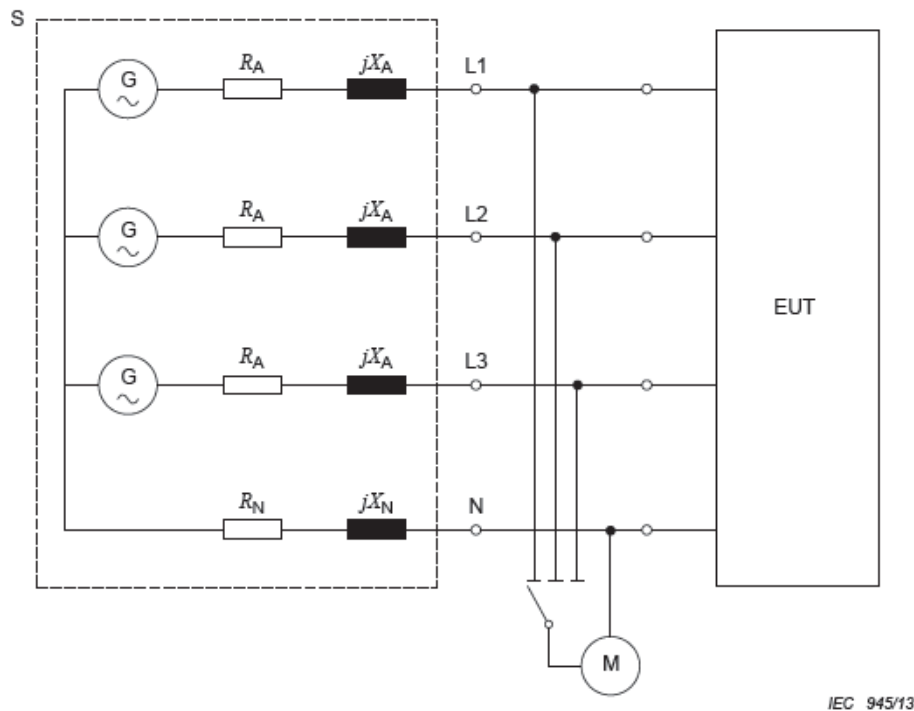 S
G
R_A
jX_A
L1
G
R_A
jX_A
L2
EUT
G
R_A
jX_A
L3
R_N
jX_N
N
M
IEC 945/13